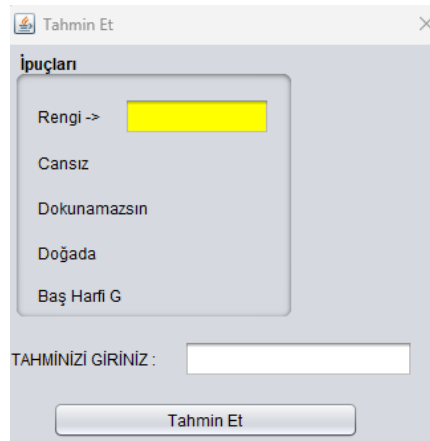 Tahmin Et
İpuçları
Rengi ->
Cansız
Dokunamazsın
Doğada
Baş Harfi G
TAHMİNİZİ GİRİNİZ :
Tahmin Et